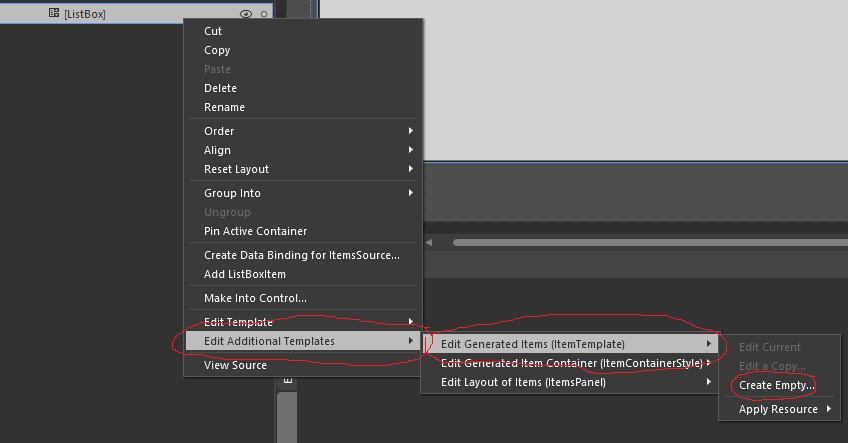 [ListBox]
Cut
Copy
Paste
Delete
Rename
Order
Align
Reset Layout
Group Into
Ungroup
Pin Active Container
Create Data Binding for ItemsSource...
Add ListBoxItem
Make Into Control...
Edit Template
Edit Additional Templates
View Source
Edit Generated Items (ItemTemplate)
Edit Generated Item Container (ItemContainerStyle)
Edit Layout of Items (ItemsPanel)
Edit Current
Edit a Copy...
Create Empty...
Apply Resource